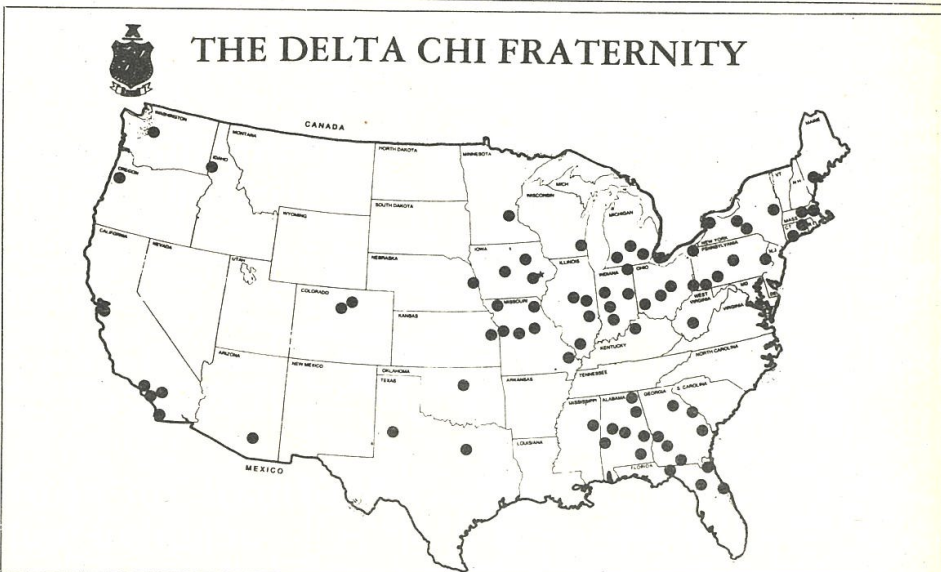 THE DELTA CHI FRATERNITY
CANADA
WASHINGTON
MONTANA
NORTH DAKOTA
MINNESOTA
MAINE
IDAHO
OREGON
VT
N H
MICH
WISCONSIN
MICHIGAN
SOUTH DAKOTA
WYOMING
MASS
CT
NEW YORK
PENNSYLVANIA
CALIFORNIA
NEVADA
IOWA
NEBRASKA
UTAH
ILLINOIS
INDIANA
OHIO
N.J.
MD
DE
COLORADO
MISSOURI
WEST
VIRGINIA
VIRGINIA
KANSAS
KENTUCKY
ARIZONA
NEW MEXICO
OKLAHOMA
TEXAS
ARKANSAS
TENNESSEE
NORTH CAROLINA
MISSISSIPPI
ALABAMA
GEORGIA
S. CAROLINA
LOUISIANA
FLORIDA
MEXICO